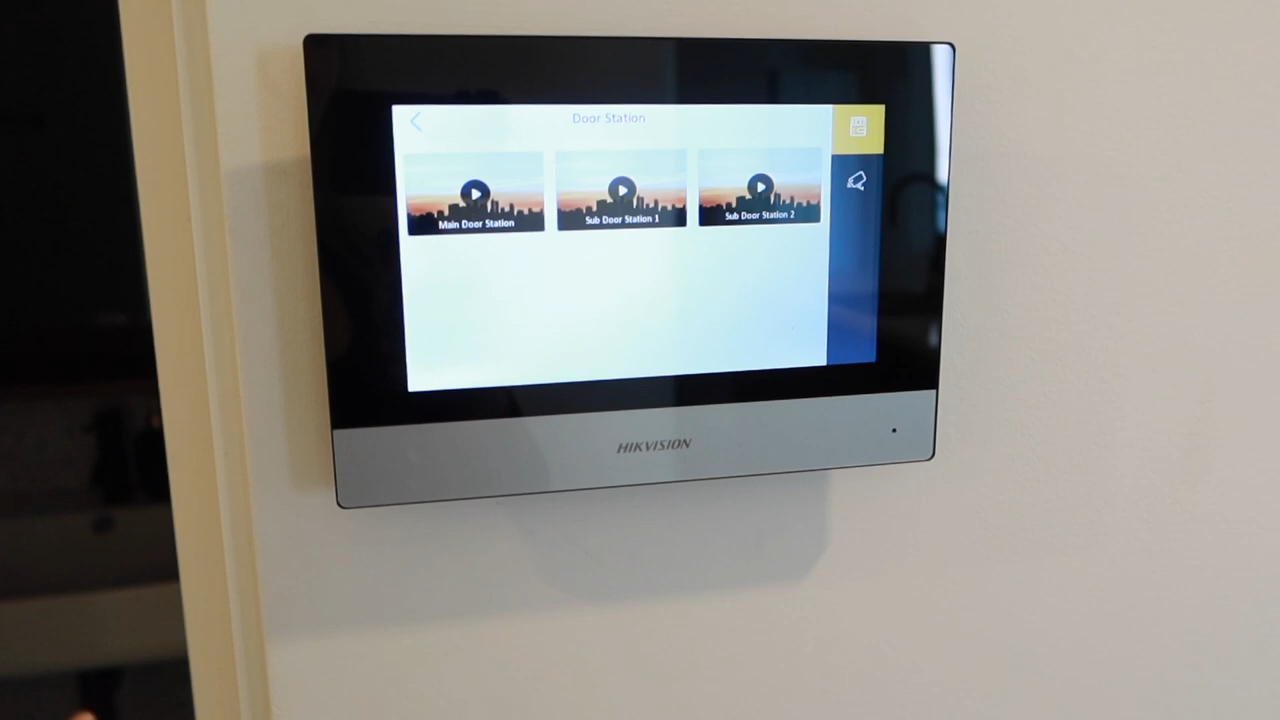 Door Station
Main Door Station
Sub Door Station 1
Sub Door Station 2
HIKVISION